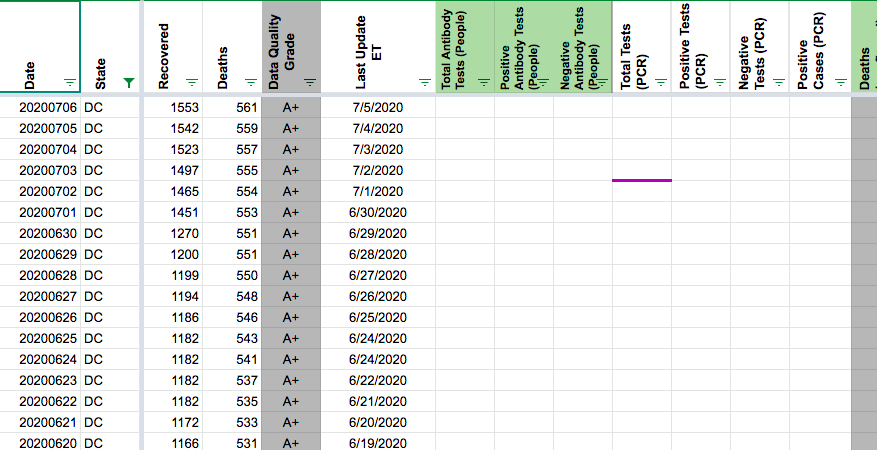 Date State Recovered Deaths Data Quality Grade Last Update ET Total Antibody Tests (People) Positive Antibody Tests (People) Negative Antibody Tests (People) Total Tests (PCR) Positive Tests (PCR) Negative Tests (PCR) Positive Cases (PCR) Deaths
20200706 DC 1553 561 A+ 7/5/2020
20200705 DC 1542 559 A+ 7/4/2020
20200704 DC 1523 557 A+ 7/3/2020
20200703 DC 1497 555 A+ 7/2/2020
20200702 DC 1465 554 A+ 7/1/2020
20200701 DC 1451 553 A+ 6/30/2020
20200630 DC 1270 551 A+ 6/29/2020
20200629 DC 1200 551 A+ 6/28/2020
20200628 DC 1199 550 A+ 6/27/2020
20200627 DC 1194 548 A+ 6/26/2020
20200626 DC 1186 546 A+ 6/25/2020
20200625 DC 1182 543 A+ 6/24/2020
20200624 DC 1182 541 A+ 6/24/2020
20200623 DC 1182 537 A+ 6/22/2020
20200622 DC 1182 535 A+ 6/21/2020
20200621 DC 1172 533 A+ 6/20/2020
20200620 DC 1166 531 A+ 6/19/2020